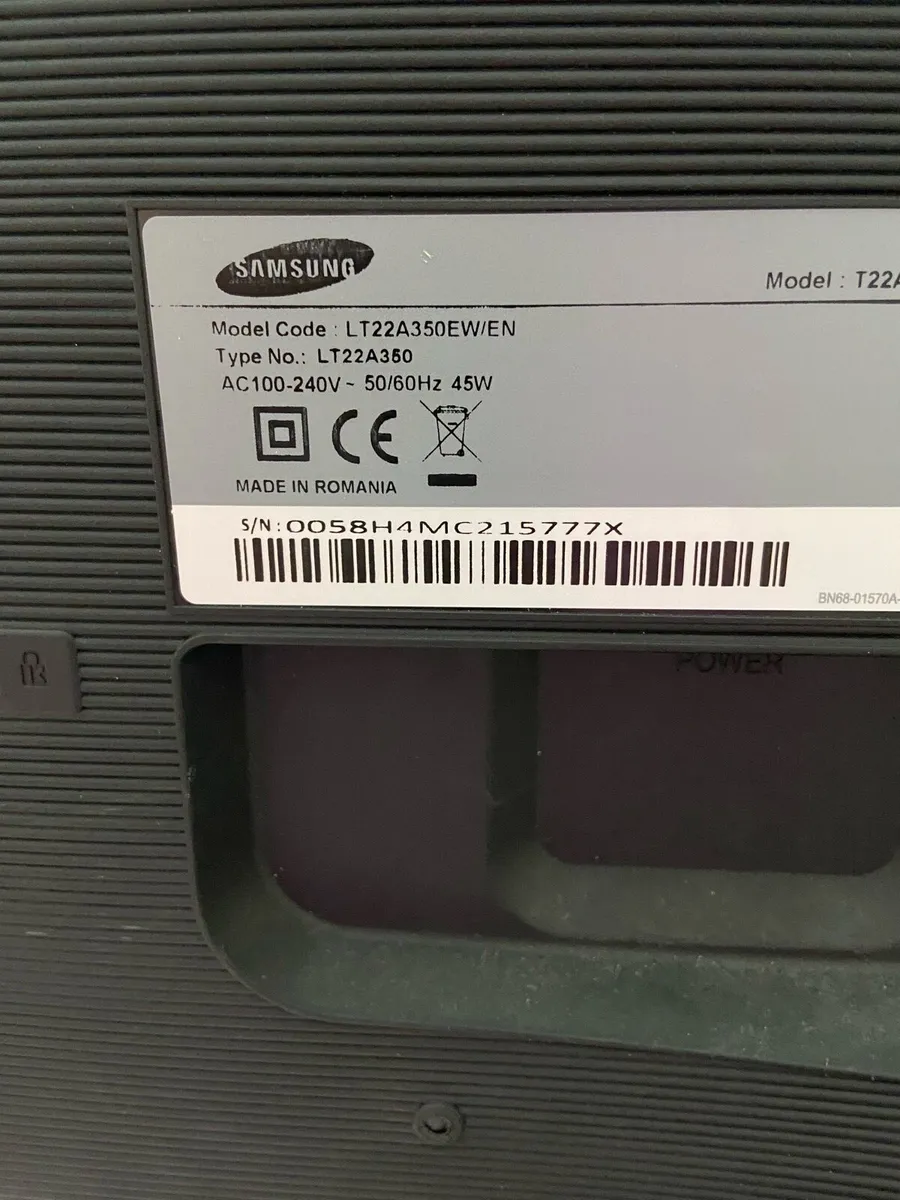 SAMSUNG
Model : T22A
Model Code : LT22A350EW/EN
Type No.: LT22A350
AC100-240V~ 50/60Hz 45W
CE
MADE IN ROMANIA
S/N:0058H4MC215777X
BN68-01570A-
POWER